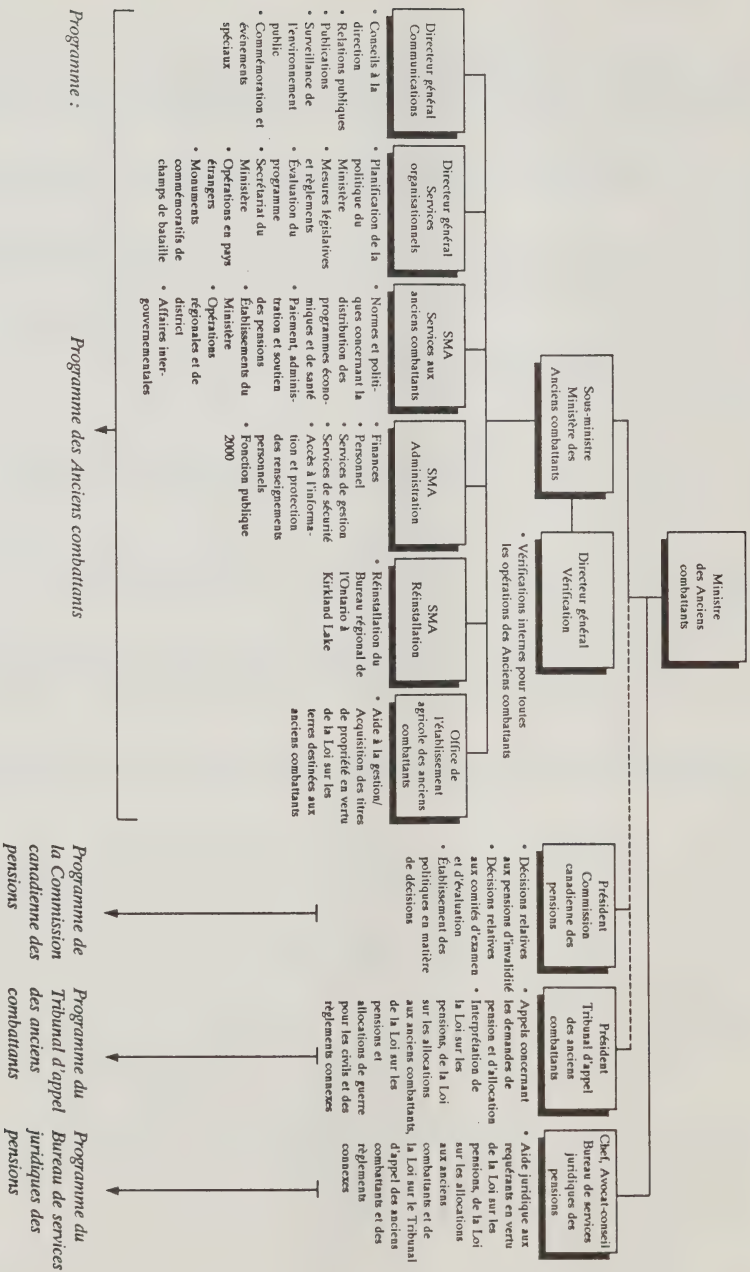 Ministre
des Anciens
combattants
Sous-ministre
Ministère des
Anciens combattants
Directeur général
Vérification
• Vérifications internes pour toutes
les opérations des Anciens combattants
Président
Commission
canadienne des
pensions
• Décisions relatives
aux pensions d'invalidité
• Décisions relatives
aux comités d'examen
et d'évaluation
• Établissement des
politiques en matière
de décisions
Président
Tribunal d'appel
des anciens
combattants
• Appels concernant
les demandes de
pension et d'allocation
• Interprétation de
la Loi sur les
pensions, de la Loi
sur les allocations
aux anciens combattants,
de la Loi sur les
pensions et
allocations de guerre
pour les civils et des
règlements connexes
Chef, Avocat-conseil
Bureau de services
juridiques des
pensions
• Aide juridique aux
requérants en vertu
de la Loi sur les
pensions, de la Loi
sur les allocations
aux anciens
combattants et de
la Loi sur le Tribunal
d'appel des anciens
combattants et des
règlements
connexes
Directeur général
Communications
• Conseils à la
direction
• Relations publiques
• Publications
• Surveillance de
l'environnement
public
• Commémoration et
événements
spéciaux
Directeur général
Services
organisationnels
• Planification de la
politique du
Ministère
• Mesures législatives
et règlements
• Évaluation du
programme
• Secrétariat du
Ministère
• Opérations en pays
étrangers
• Monuments
commémoratifs de
champs de bataille
SMA
Services aux
anciens combattants
• Normes et politi-
ques concernant la
distribution des
programmes écono-
miques et de santé
• Paiement, adminis-
tration et soutien
des pensions
• Établissements du
Ministère
• Opérations
régionales et de
district
• Affaires inter-
gouvernementales
SMA
Administration
• Finances
• Personnel
• Services de gestion
• Services de sécurité
• Accès à l'informa-
tion et protection
des renseignements
personnels
• Fonction publique
2000
SMA
Réinstallation
• Réinstallation du
Bureau régional de
l'Ontario à
Kirkland Lake
Office de
l'établissement
agricole des anciens
combattants
• Aide à la gestion/
Acquisition des titres
de propriété en vertu
de la Loi sur les
terres destinées aux
anciens combattants
Programme :
Programme des Anciens combattants
Programme de
la Commission
canadienne des
pensions
Programme du
Tribunal d'appel
des anciens
combattants
Programme du
Bureau de services
juridiques des
pensions